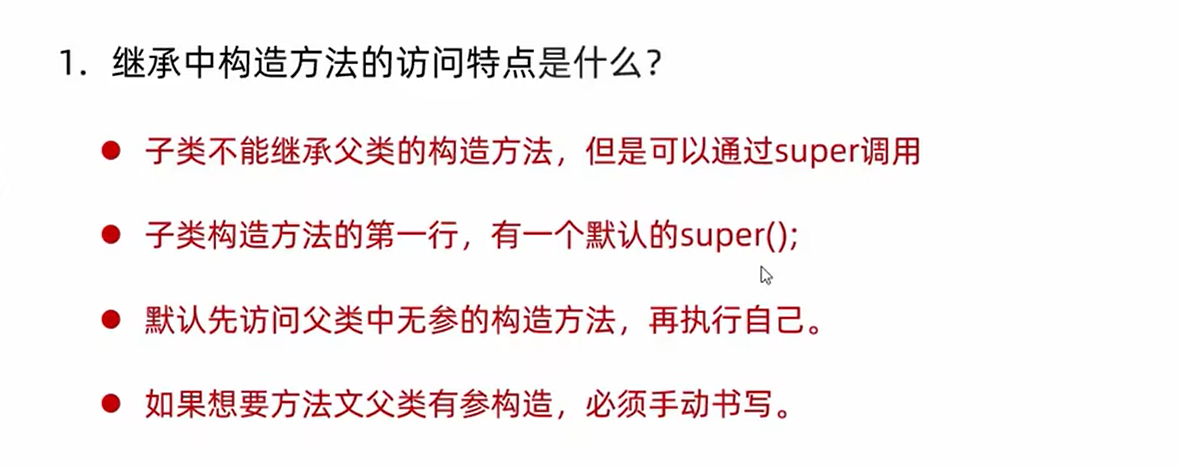 1. 继承中构造方法的访问特点是什么？
● 子类不能继承父类的构造方法，但是可以通过super调用
● 子类构造方法的第一行，有一个默认的super();
● 默认先访问父类中无参的构造方法，再执行自己。
● 如果想要方法文父类有参构造，必须手动书写。